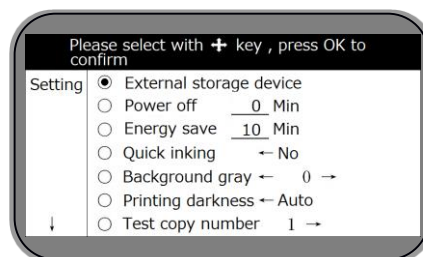 Please select with ✚ key , press OK to
confirm
Setting
External storage device
Power off 0 Min
Energy save 10 Min
Quick inking ← No
Background gray ← 0 →
Printing darkness ← Auto
Test copy number 1 →
↓